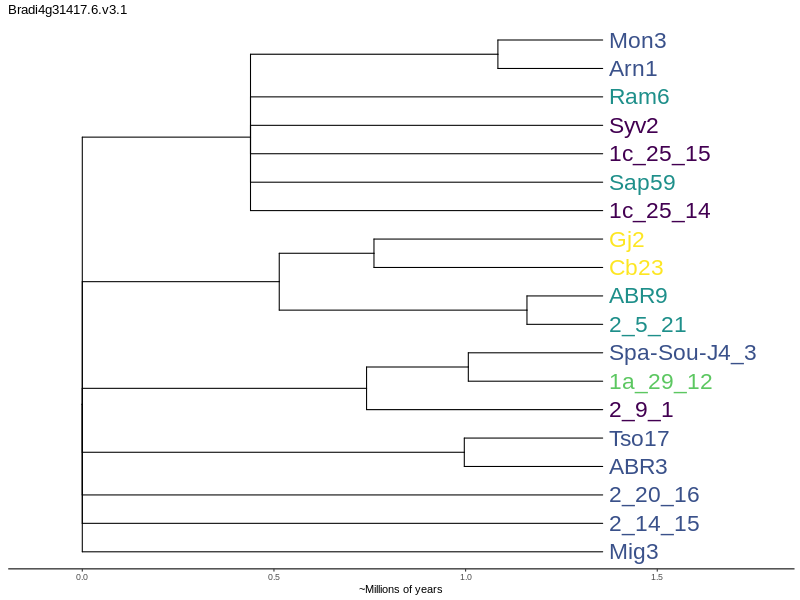 Bradi4g31417.6.v3.1
Mon3
Arn1
Ram6
Syv2
1c_25_15
Sap59
1c_25_14
Gj2
Cb23
ABR9
2_5_21
Spa-Sou-J4_3
1a_29_12
2_9_1
Tso17
ABR3
2_20_16
2_14_15
Mig3
0.0 0.5 1.0 1.5
~Millions of years